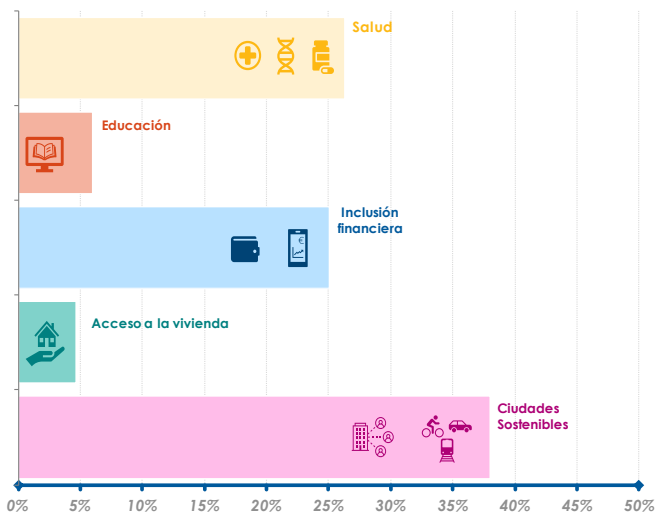 Salud
Educación
Inclusión
financiera
€
Acceso a la vivienda
Ciudades
Sostenibles
0% 5% 10% 15% 20% 25% 30% 35% 40% 45% 50%